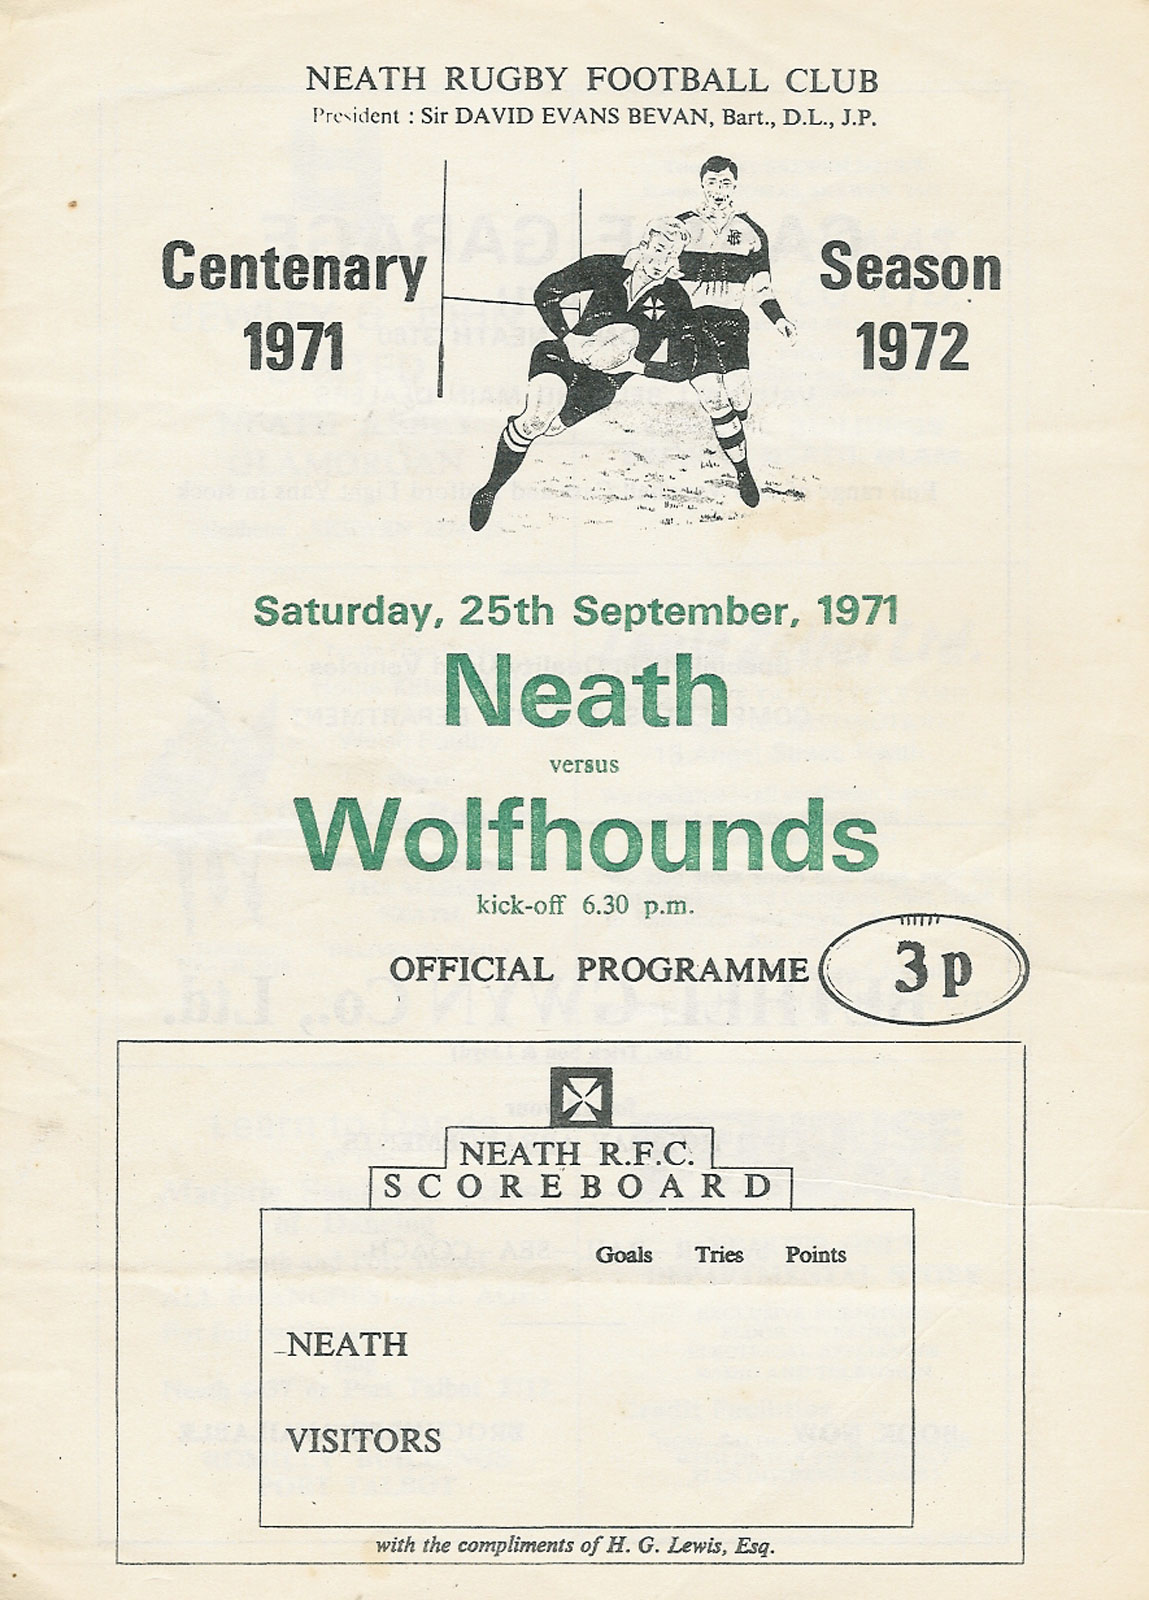 NEATH RUGBY FOOTBALL CLUB
President : Sir DAVID EVANS BEVAN, Bart., D.L., J.P.
Centenary Season
1971 1972
Saturday, 25th September, 1971
Neath
versus
Wolfhounds
kick-off 6.30 p.m.
OFFICIAL PROGRAMME 3p
NEATH R.F.C.
SCOREBOARD
Goals Tries Points
NEATH
VISITORS
with the compliments of H. G. Lewis, Esq.